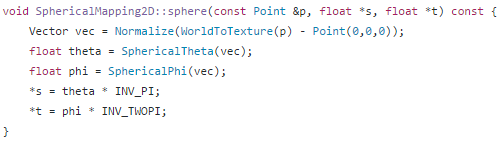 void SphericalMapping2D::sphere(const Point &p, float *s, float *t) const {
    Vector vec = Normalize(WorldToTexture(p) - Point(0,0,0));
    float theta = SphericalTheta(vec);
    float phi = SphericalPhi(vec);
    *s = theta * INV_PI;
    *t = phi * INV_TWOPI;
}